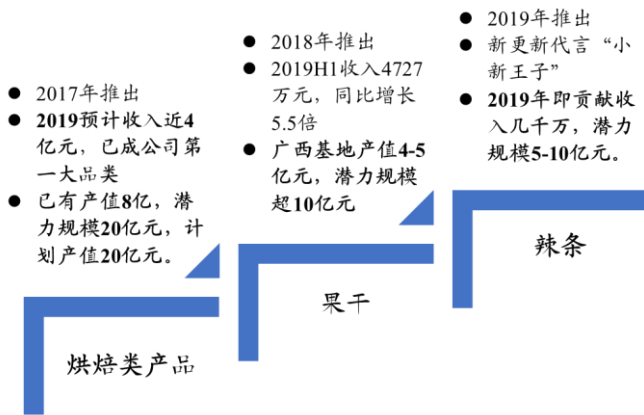 2017年推出
2019预计收入近4
亿元，已成公司第
一大品类
已有产值8亿，潜
力规模20亿元，计
划产值20亿元。
烘焙类产品
2018年推出
2019H1收入4727
万元，同比增长
5.5倍
广西基地产值4-5
亿元，潜力规模
超10亿元
果干
2019年推出
新更新代言“小
新王子”
2019年即贡献收
入几千万，潜力
规模5-10亿元。
辣条